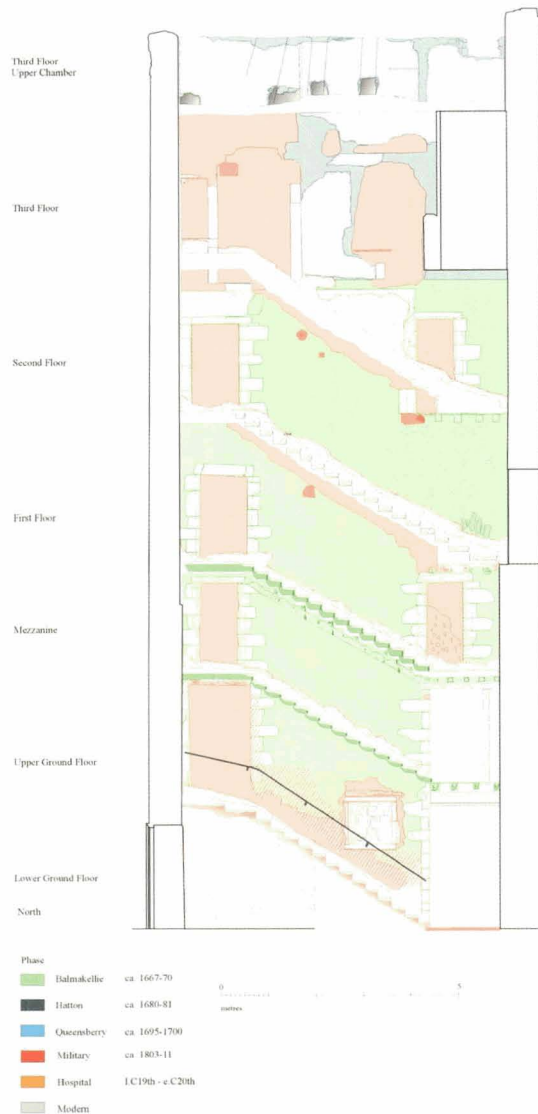 Third Floor
Upper Chamber
Third Floor
Second Floor
First Floor
Mezzanine
Upper Ground Floor
Lower Ground Floor
North
Phase
Balmakellie ca. 1667-70
Hatton ca. 1680-81
Queensberry ca. 1695-1700
Military ca. 1803-11
Hospital l.C19th - e.C20th
Modern
0 5
metres